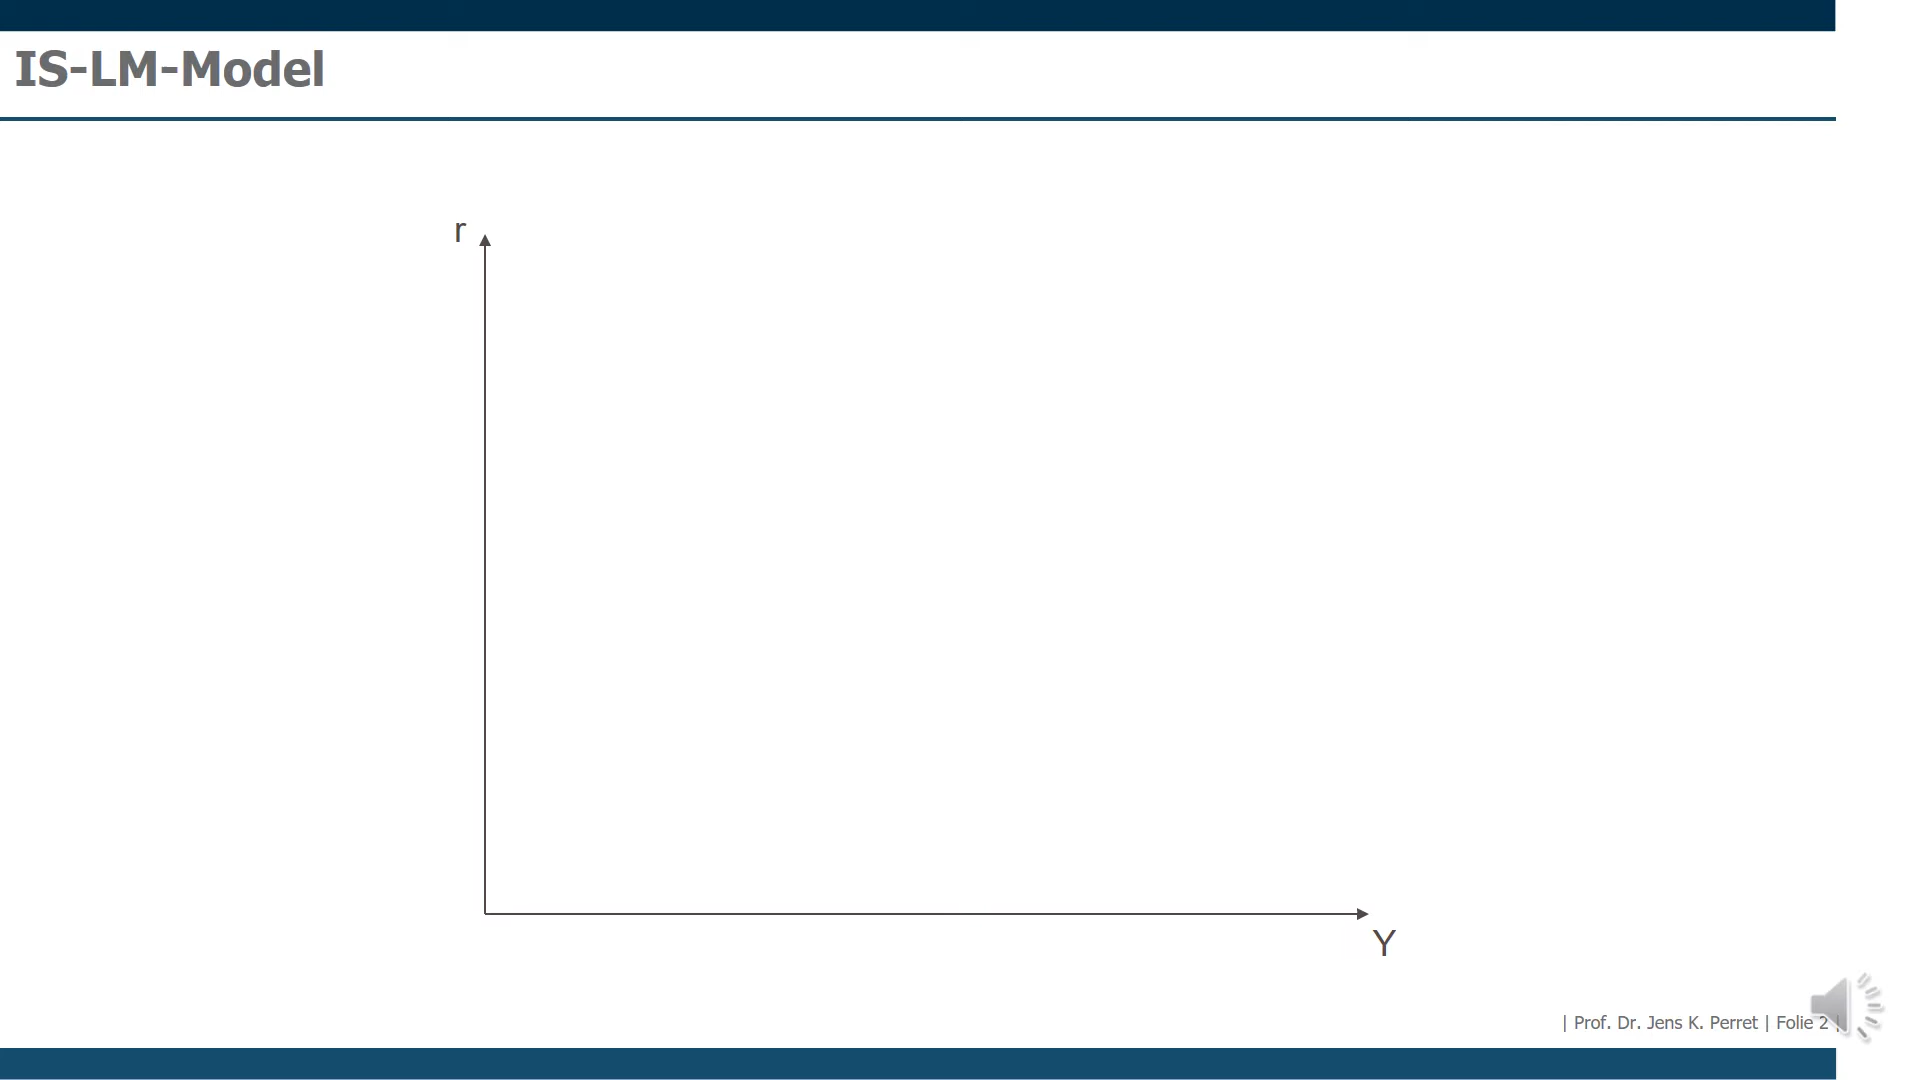 IS-LM-Model
r
Y
| Prof. Dr. Jens K. Perret | Folie 2 |